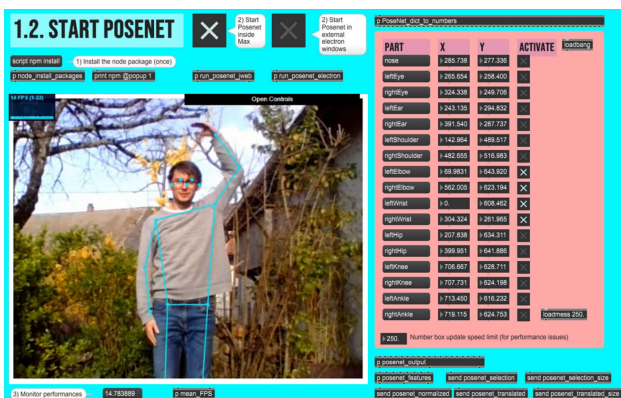 1.2. START POSENET
2) Start
Posenet
inside
Max
2) Start
Posenet in
external
electron
windows
script npm install
1) Install the node package (once)
p node_install_packages
print npm @popup 1
p run_posenet_jweb
p run_posenet_electron
14 FPS (1-23)
Open Controls
3) Monitor performances
14.783889
p mean_FPS
p PoseNet_dict_to_numbers
PART X Y ACTIVATE
loadbang
nose 285.738 277.336
leftEye 265.654 258.400
rightEye 324.338 249.706
leftEar 243.135 294.832
rightEar 391.540 287.737
leftShoulder 142.964 489.517
rightShoulder 482.655 516.983
leftElbow 69.9831 643.920
rightElbow 562.005 623.194
leftWrist 0. 608.462
rightWrist 304.324 261.965
leftHip 207.838 634.311
rightHip 399.951 641.886
leftKnee 706.667 628.711
rightKnee 707.731 624.198
leftAnkle 713.450 616.232
rightAnkle 719.115 624.753
loadmess 250.
250. Number box update speed limit (for performance issues)
p posenet_output
p posenet_features
send posenet_selection
send posenet_selection_size
send posenet_normalized
send posenet_translated
send posenet_translated_size